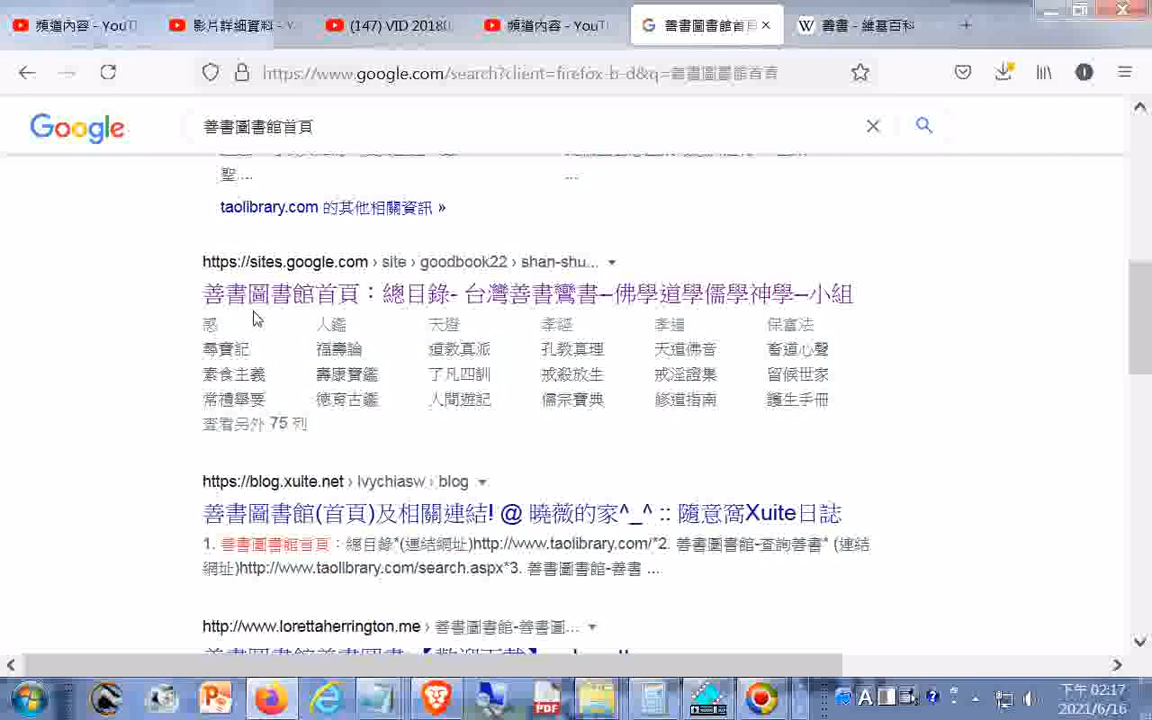 頻道內容 - YouT
影片詳細資料 - Y
(147) VID 20180
頻道內容 - YouT
善書圖書館首頁
善書 - 維基百科
https://www.google.com/search?client=firefox-b-d&q=善書圖書館首頁
Google
善書圖書館首頁
聖 ...
...
taolibrary.com 的其他相關資訊 »
https://sites.google.com › site › goodbook22 › shan-shu...
善書圖書館首頁：總目錄- 台灣善書鸞書--佛學道學儒學神學--小組
感 人鑑 天證 孝經 孝道 保富法
尋寶記 福壽論 道教真派 孔教真理 天道佛音 畜道心聲
素食主義 壽康寶鑑 了凡四訓 戒殺放生 戒淫證集 留候世家
常禮舉要 德育古鑑 人間遊記 儒宗寶典 修道指南 護生手冊
查看另外 75 列
https://blog.xuite.net › lvychiasw › blog
善書圖書館(首頁)及相關連結! @ 曉薇的家^_^ :: 隨意窩Xuite日誌
1. 善書圖書館首頁：總目錄*(連結網址)http://www.taolibrary.com/*2. 善書圖書館-查詢善書* (連結
網址)http://www.taolibrary.com/search.aspx*3. 善書圖書館-善書 ...
http://www.lorettaherrington.me › 善書圖書館-善書圖...
下午 02:17
2021/6/16